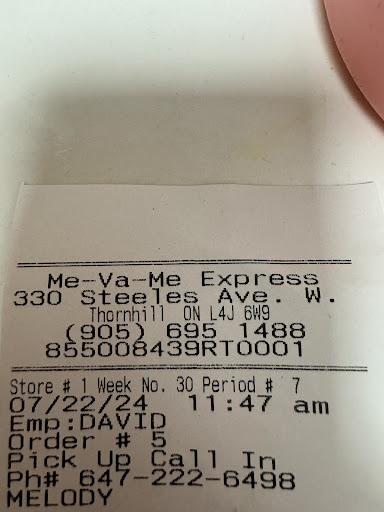 Me-Va-Me Express
330 Steeles Ave. W.
Thornhill ON L4J 6W9
(905) 695 1488
855008439RT0001
Store # 1 Week No. 30 Period # 7
07/22/24 11:47 am
Emp:DAVID
Order # 5
Pick Up Call In
Ph# 647-222-6498
MELODY